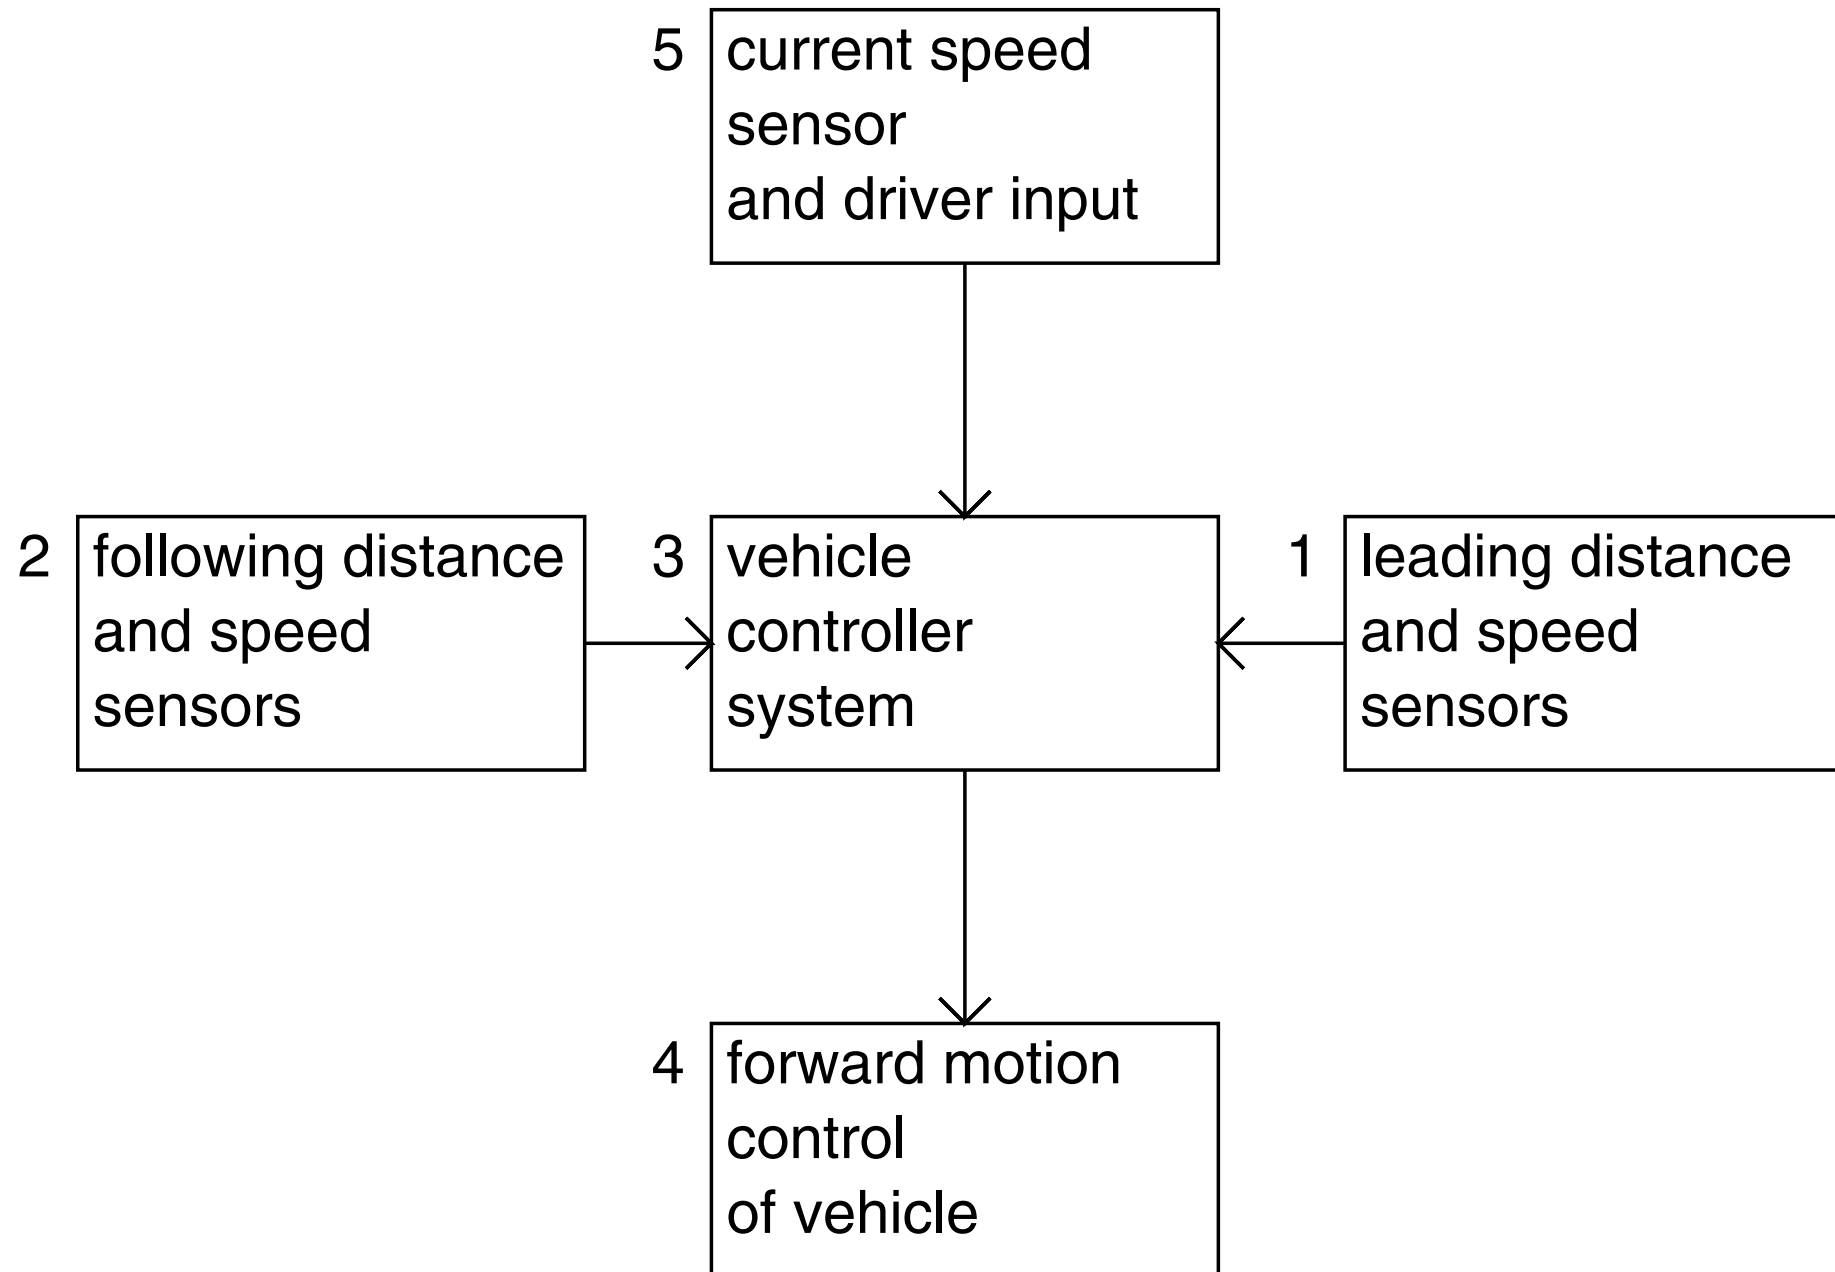 5 current speed
sensor
and driver input
2 following distance
and speed
sensors
3 vehicle
controller
system
1 leading distance
and speed
sensors
4 forward motion
control
of vehicle